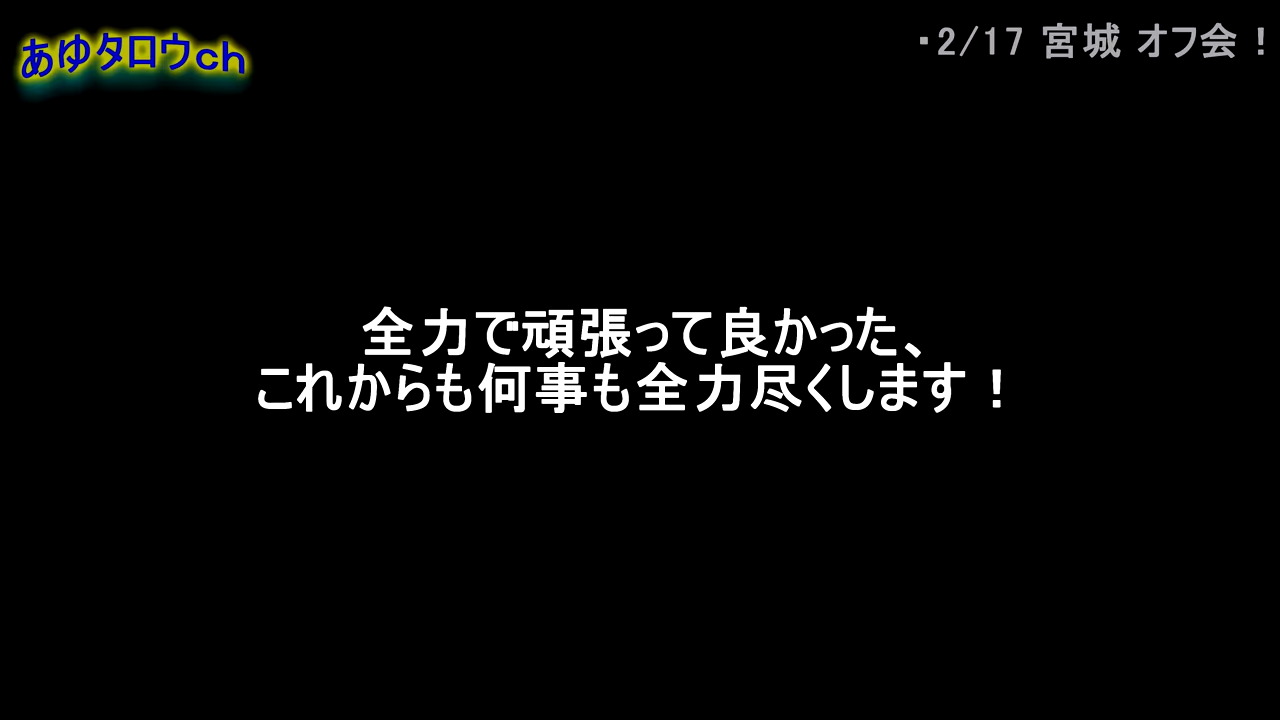 あゆタロウch
・2/17 宮城 オフ会！
全力で頑張って良かった、
これからも何事も全力尽くします！